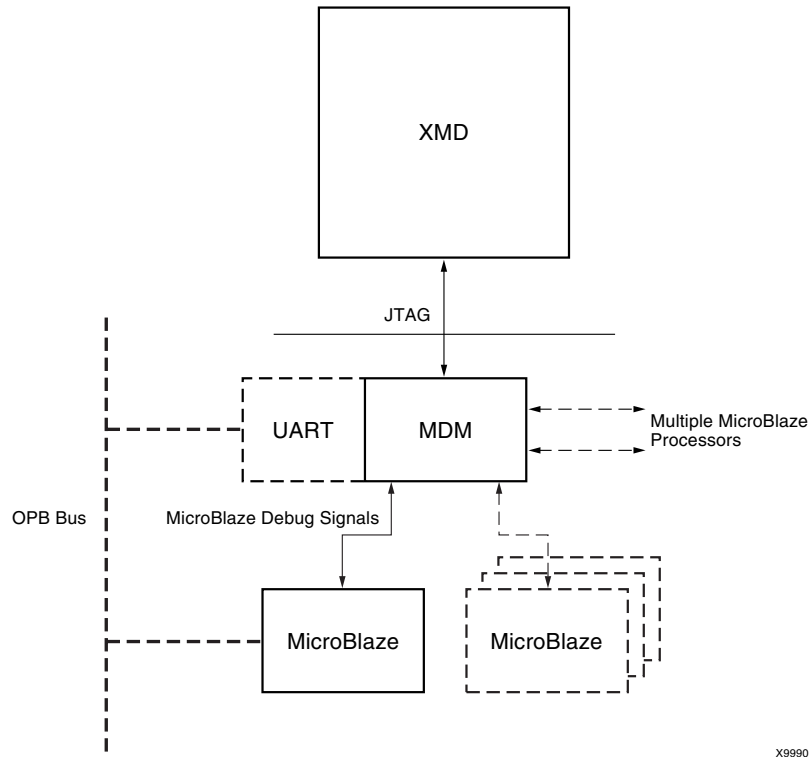 XMD
JTAG
UART
MDM
Multiple MicroBlaze
Processors
OPB Bus
MicroBlaze Debug Signals
MicroBlaze
MicroBlaze
X9990